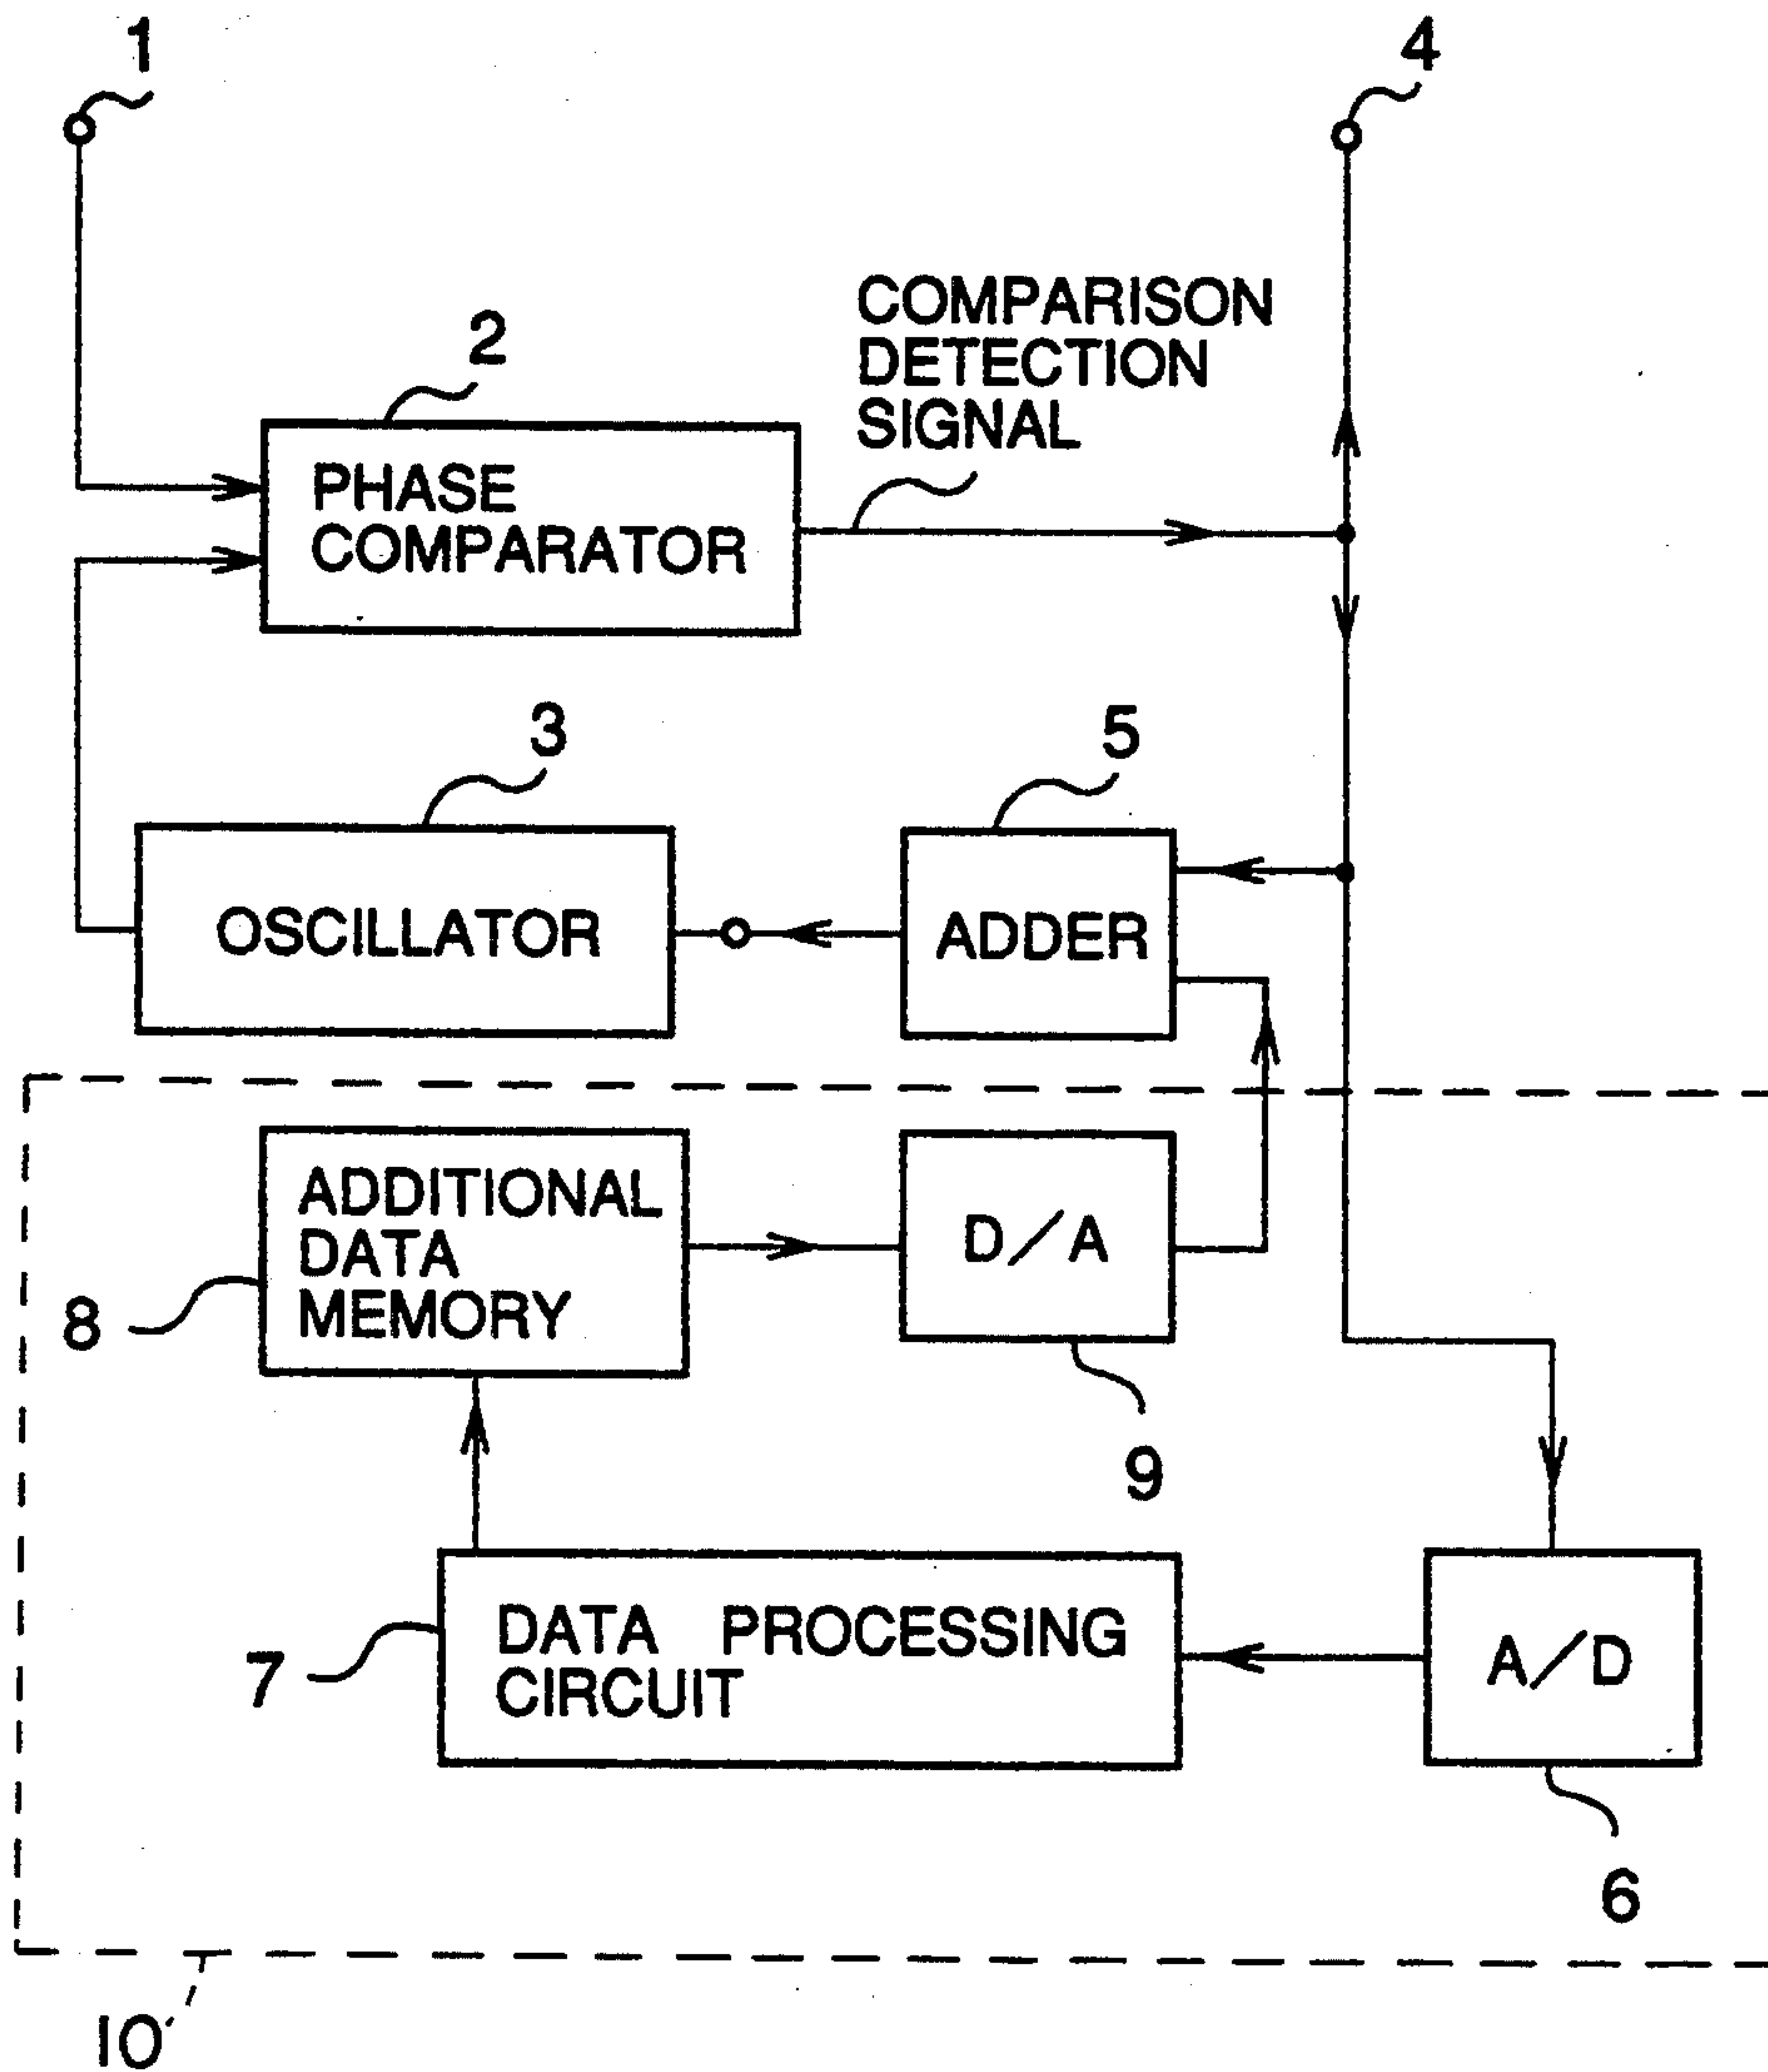 1
4
COMPARISON
DETECTION
SIGNAL
2
PHASE
COMPARATOR
3
5
OSCILLATOR
ADDER
ADDITIONAL
DATA
MEMORY
D/A
8
9
DATA PROCESSING
CIRCUIT
A/D
7
6
10